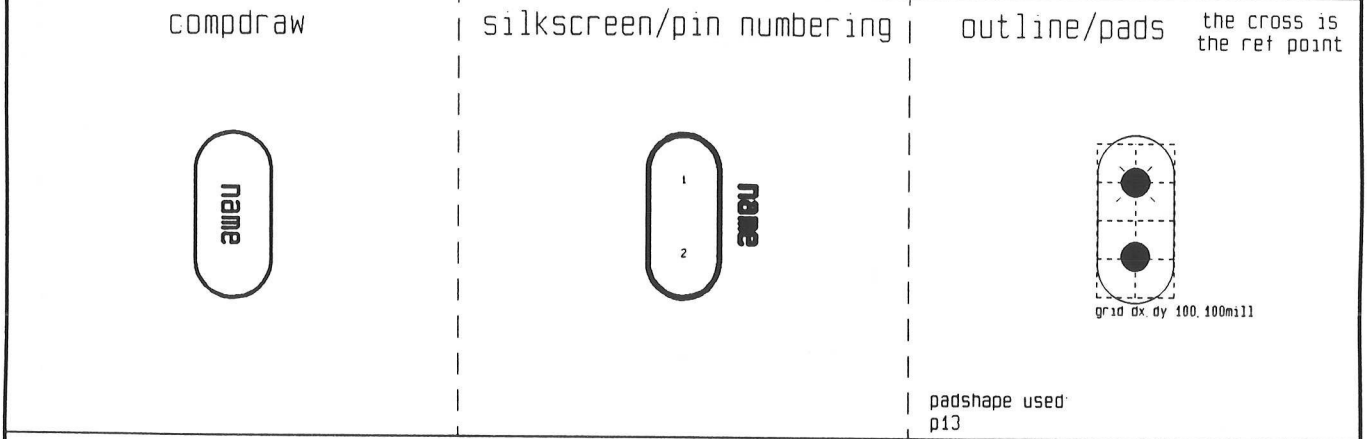 compdraw
silkscreen/pin numbering
outline/pads
the cross is
the ref point
name
1
2
name
grid dx, dy 100, 100mill
padshape used:
p13